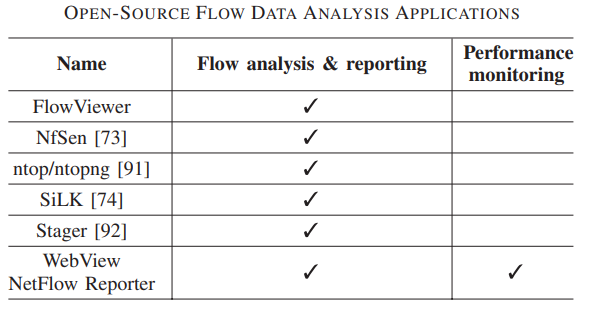 OPEN-SOURCE FLOW DATA ANALYSIS APPLICATIONS
Name Flow analysis & reporting Performance monitoring
FlowViewer ✓
NfSen [73] ✓
ntop/ntopng [91] ✓
SiLK [74] ✓
Stager [92] ✓
WebView
NetFlow Reporter ✓ ✓